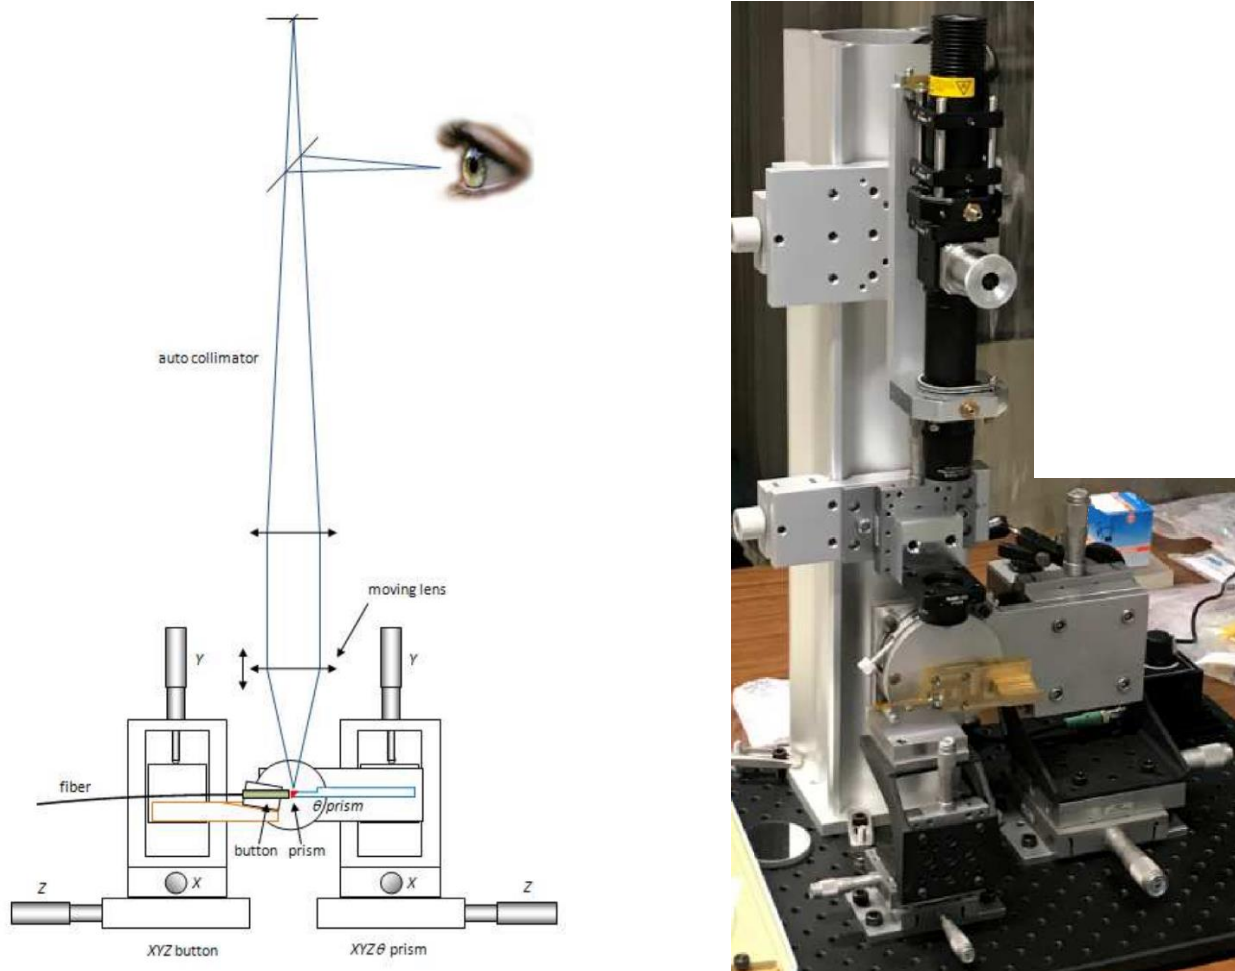 auto collimator
moving lens
Y
Y
fiber
θ prism
button
prism
X
X
Z
Z
XYZ button
XYZθ prism